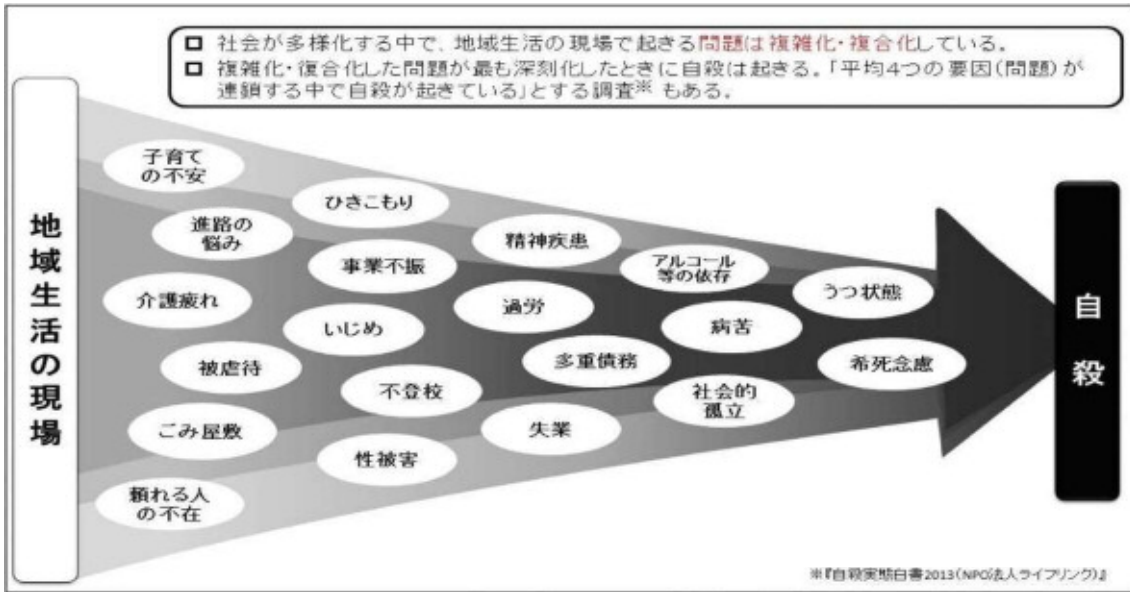 □ 社会が多様化する中で、地域生活の現場で起きる問題は複雑化・複合化している。
□ 複雑化・復合化した問題が最も深刻化したときに自殺は起きる。「平均4つの要因(問題)が
連鎖する中で自殺が起きている」とする調査※ もある。
地域生活の現場
子育て
の不安
進路の
悩み
介護疲れ
被虐待
ごみ屋敷
頼れる人
の不在
ひきこもり
事業不振
いじめ
不登校
性被害
精神疾患
過労
多重債務
失業
アルコール
等の依存
病苦
社会的
孤立
うつ状態
希死念慮
自殺
※『自殺実態白書2013(NPO法人ライフリンク)』